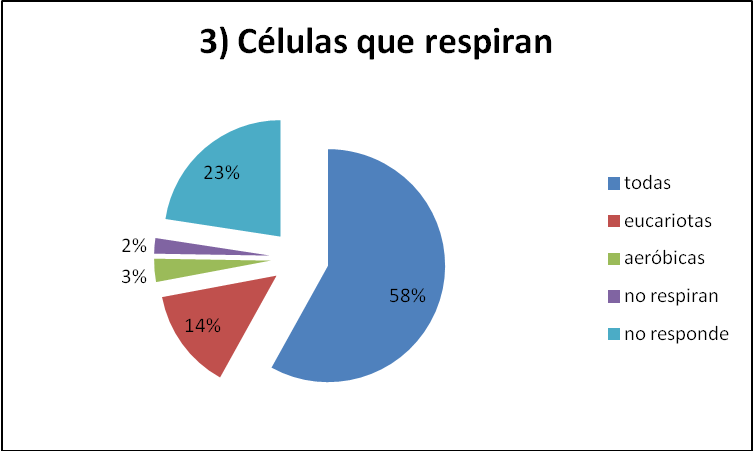 3) Células que respiran
23%
2%
3%
14%
58%
todas
eucariotas
aeróbicas
no respiran
no responde